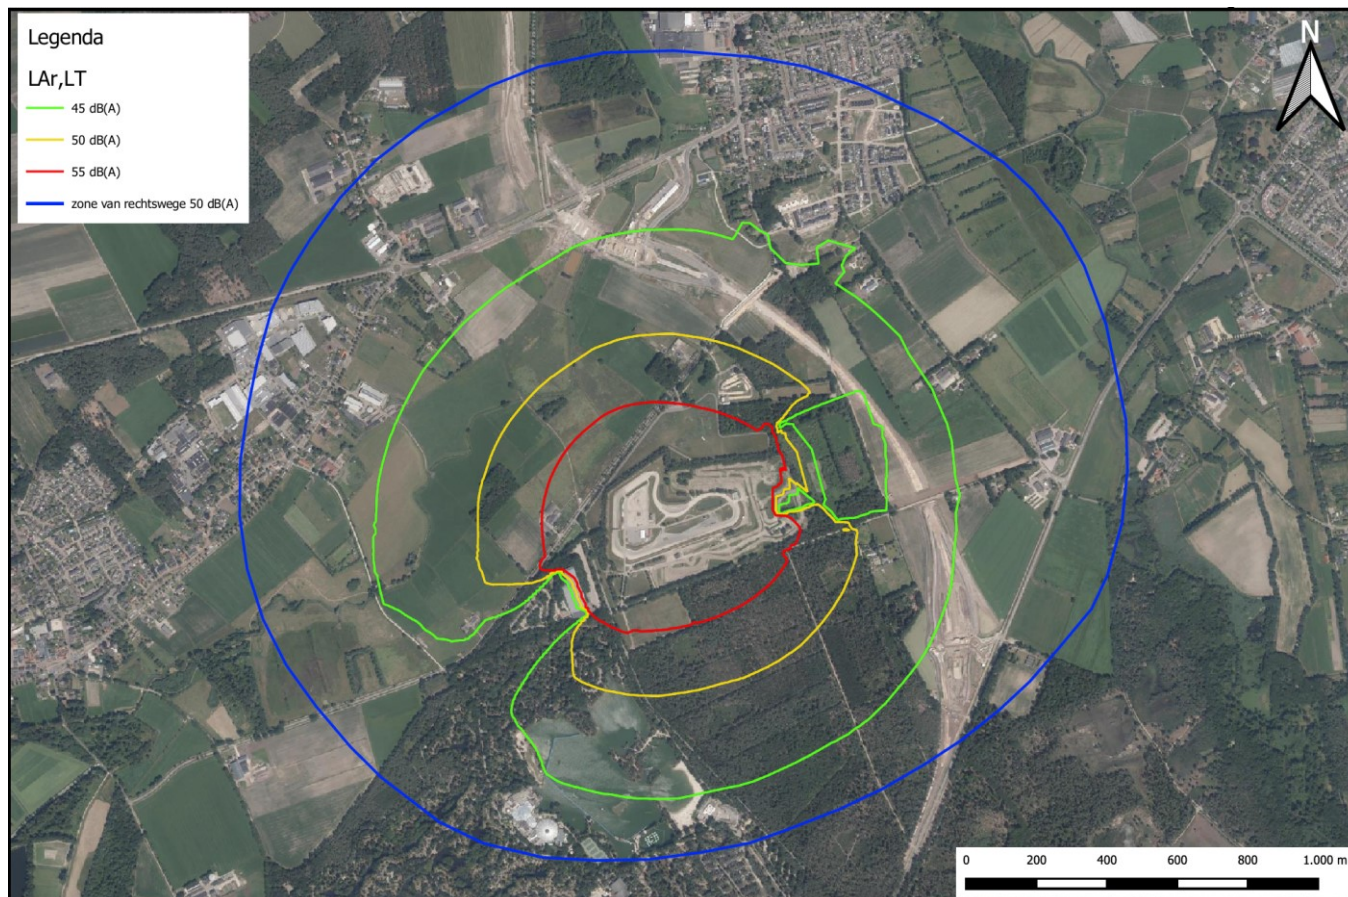 Legenda
LAr,LT
45 dB(A)
50 dB(A)
55 dB(A)
zone van rechtswege 50 dB(A)
N
0 200 400 600 800 1.000 m